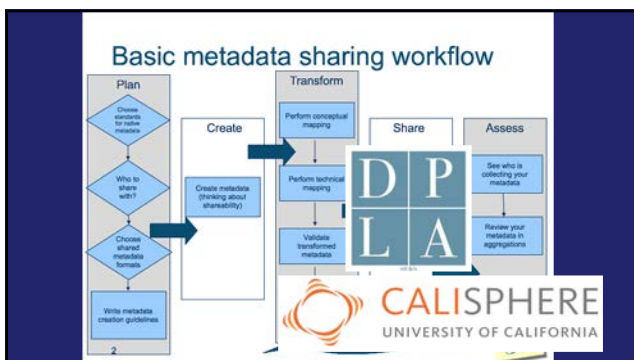 Basic metadata sharing workflow
Plan
Choose
standards
for native
metadata
Who to
share
with?
Choose
shared
metadata
formats
Write metadata
creation guidelines
2
Create
Create metadata
(thinking about
shareability)
Transform
Perform conceptual
mapping
Perform technical
mapping
Validate
transformed
metadata
Share
D P
L A
Assess
See who is
collecting your
metadata
Review your
metadata in
aggregations
CALISPHERE
UNIVERSITY OF CALIFORNIA